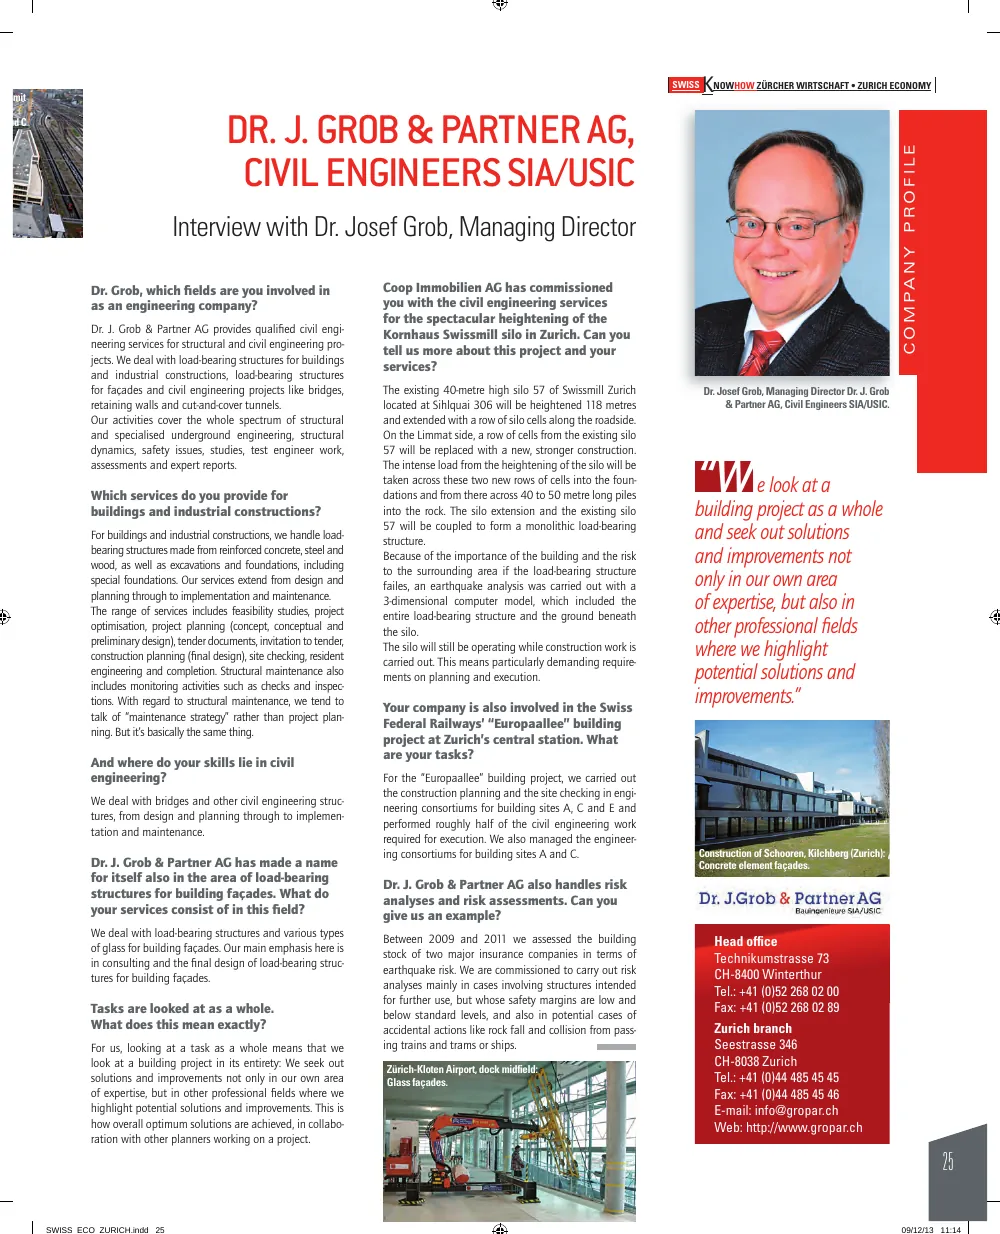 mit
d C
SWISS KNOWHOW ZÜRCHER WIRTSCHAFT • ZURICH ECONOMY
DR. J. GROB & PARTNER AG,
CIVIL ENGINEERS SIA/USIC
Interview with Dr. Josef Grob, Managing Director
Dr. Grob, which fields are you involved in
as an engineering company?
Dr. J. Grob & Partner AG provides qualified civil engi-
neering services for structural and civil engineering pro-
jects. We deal with load-bearing structures for buildings
and industrial constructions, load-bearing structures
for façades and civil engineering projects like bridges,
retaining walls and cut-and-cover tunnels.
Our activities cover the whole spectrum of structural
and specialised underground engineering, structural
dynamics, safety issues, studies, test engineer work,
assessments and expert reports.
Which services do you provide for
buildings and industrial constructions?
For buildings and industrial constructions, we handle load-
bearing structures made from reinforced concrete, steel and
wood, as well as excavations and foundations, including
special foundations. Our services extend from design and
planning through to implementation and maintenance.
The range of services includes feasibility studies, project
optimisation, project planning (concept, conceptual and
preliminary design), tender documents, invitation to tender,
construction planning (final design), site checking, resident
engineering and completion. Structural maintenance also
includes monitoring activities such as checks and inspec-
tions. With regard to structural maintenance, we tend to
talk of “maintenance strategy” rather than project plan-
ning. But it’s basically the same thing.
And where do your skills lie in civil
engineering?
We deal with bridges and other civil engineering struc-
tures, from design and planning through to implemen-
tation and maintenance.
Dr. J. Grob & Partner AG has made a name
for itself also in the area of load-bearing
structures for building façades. What do
your services consist of in this field?
We deal with load-bearing structures and various types
of glass for building façades. Our main emphasis here is
in consulting and the final design of load-bearing struc-
tures for building façades.
Tasks are looked at as a whole.
What does this mean exactly?
For us, looking at a task as a whole means that we
look at a building project in its entirety: We seek out
solutions and improvements not only in our own area
of expertise, but in other professional fields where we
highlight potential solutions and improvements. This is
how overall optimum solutions are achieved, in collabo-
ration with other planners working on a project.
Coop Immobilien AG has commissioned
you with the civil engineering services
for the spectacular heightening of the
Kornhaus Swissmill silo in Zurich. Can you
tell us more about this project and your
services?
The existing 40-metre high silo 57 of Swissmill Zurich
located at Sihlquai 306 will be heightened 118 metres
and extended with a row of silo cells along the roadside.
On the Limmat side, a row of cells from the existing silo
57 will be replaced with a new, stronger construction.
The intense load from the heightening of the silo will be
taken across these two new rows of cells into the foun-
dations and from there across 40 to 50 metre long piles
into the rock. The silo extension and the existing silo
57 will be coupled to form a monolithic load-bearing
structure.
Because of the importance of the building and the risk
to the surrounding area if the load-bearing structure
failes, an earthquake analysis was carried out with a
3-dimensional computer model, which included the
entire load-bearing structure and the ground beneath
the silo.
The silo will still be operating while construction work is
carried out. This means particularly demanding require-
ments on planning and execution.
Your company is also involved in the Swiss
Federal Railways’ “Europaallee” building
project at Zurich’s central station. What
are your tasks?
For the “Europaallee” building project, we carried out
the construction planning and the site checking in engi-
neering consortiums for building sites A, C and E and
performed roughly half of the civil engineering work
required for execution. We also managed the engineer-
ing consortiums for building sites A and C.
Dr. J. Grob & Partner AG also handles risk
analyses and risk assessments. Can you
give us an example?
Between 2009 and 2011 we assessed the building
stock of two major insurance companies in terms of
earthquake risk. We are commissioned to carry out risk
analyses mainly in cases involving structures intended
for further use, but whose safety margins are low and
below standard levels, and also in potential cases of
accidental actions like rock fall and collision from pass-
ing trains and trams or ships.
Zürich-Kloten Airport, dock midfield:
Glass façades.
COMPANY PROFILE
Dr. Josef Grob, Managing Director Dr. J. Grob
& Partner AG, Civil Engineers SIA/USIC.
“We look at a
building project as a whole
and seek out solutions
and improvements not
only in our own area
of expertise, but also in
other professional fields
where we highlight
potential solutions and
improvements.”
Construction of Schooren, Kilchberg (Zurich):
Concrete element façades.
Dr. J.Grob & Partner AG
Bauingenieure SIA/USIC
Head office
Technikumstrasse 73
CH-8400 Winterthur
Tel.: +41 (0)52 268 02 00
Fax: +41 (0)52 268 02 89
Zurich branch
Seestrasse 346
CH-8038 Zurich
Tel.: +41 (0)44 485 45 45
Fax: +41 (0)44 485 45 46
E-mail: info@gropar.ch
Web: http://www.gropar.ch
25
SWISS_ECO_ZURICH.indd 25
09/12/13 11:14